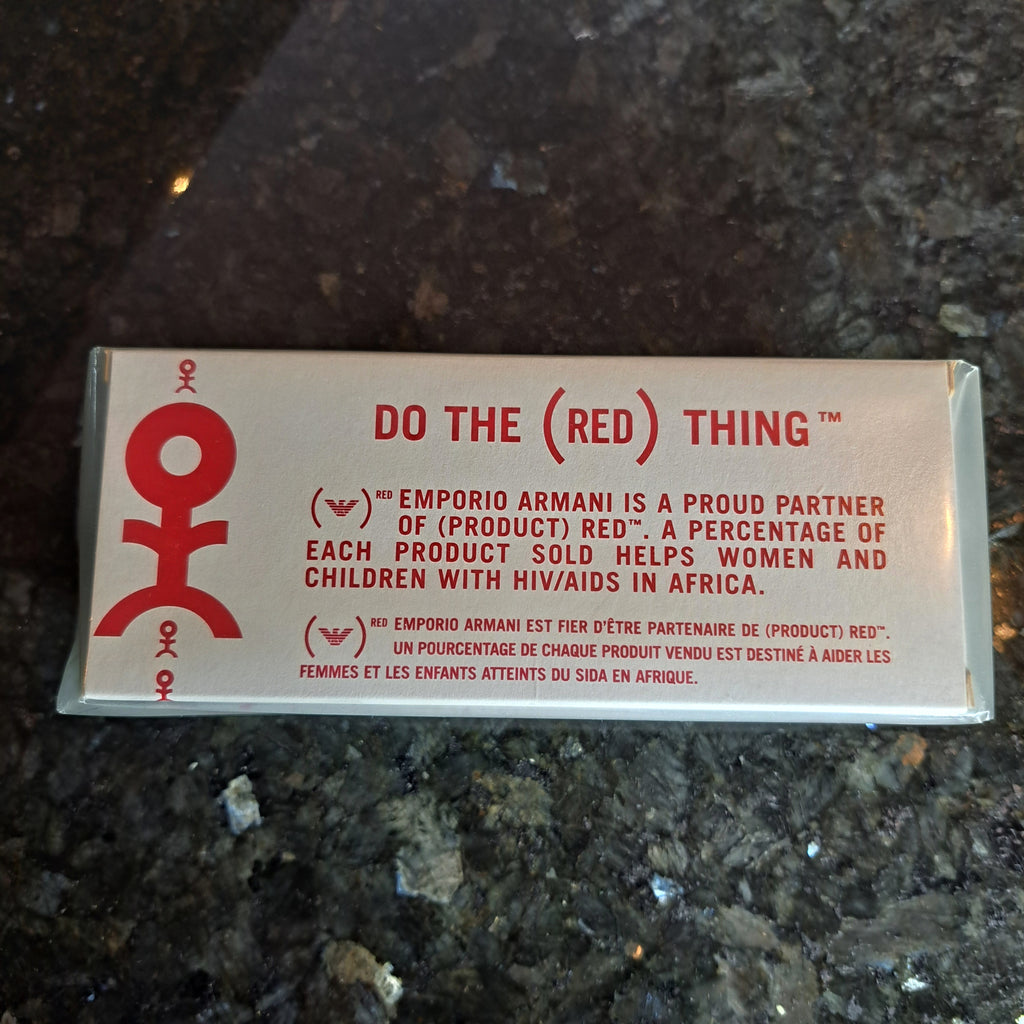 DO THE (RED) THING™
( )RED EMPORIO ARMANI IS A PROUD PARTNER
OF (PRODUCT) RED™. A PERCENTAGE OF
EACH PRODUCT SOLD HELPS WOMEN AND
CHILDREN WITH HIV/AIDS IN AFRICA.
( )RED EMPORIO ARMANI EST FIER D'ÊTRE PARTENAIRE DE (PRODUCT) RED™.
UN POURCENTAGE DE CHAQUE PRODUIT VENDU EST DESTINÉ À AIDER LES
FEMMES ET LES ENFANTS ATTEINTS DU SIDA EN AFRIQUE.